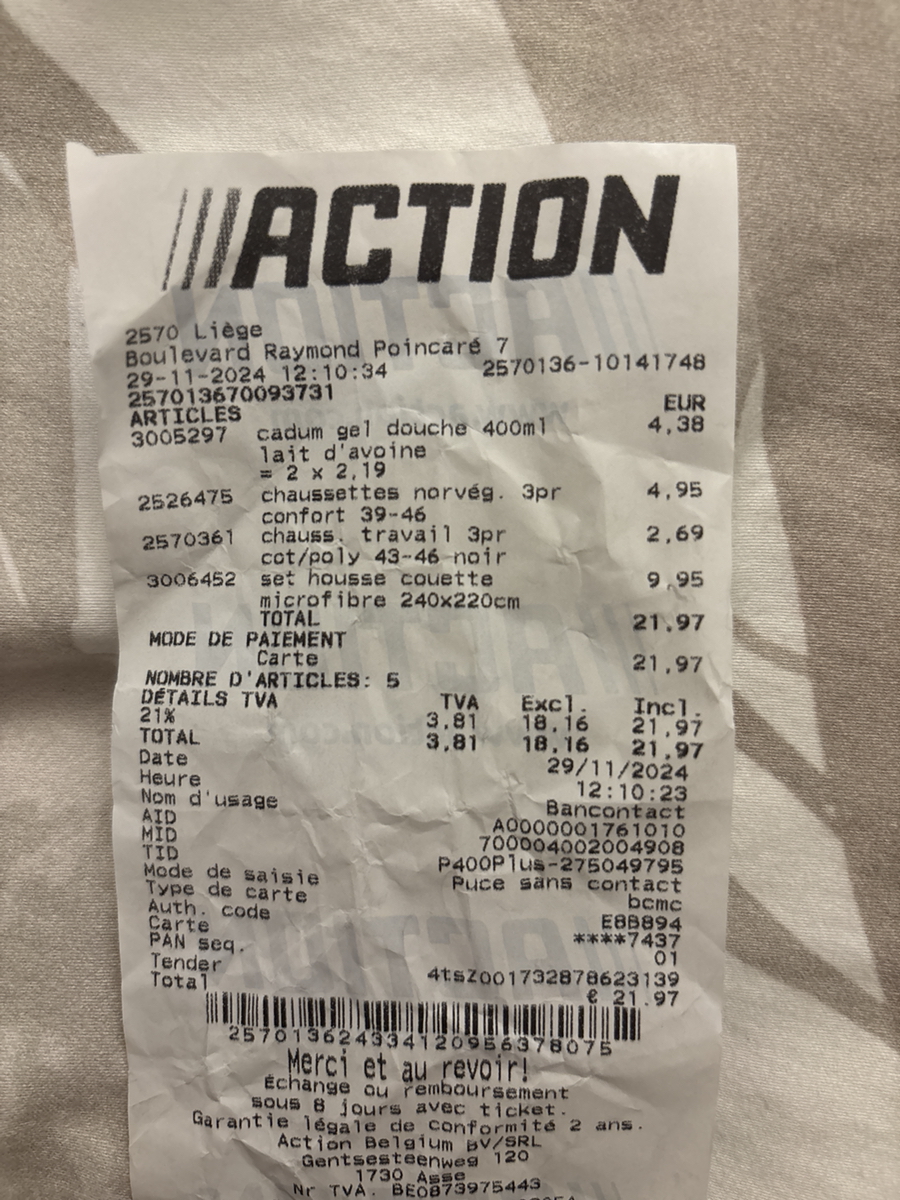 ACTION
2570 Liège
Boulevard Raymond Poincaré 7
29-11-2024 12:10:34 2570136-10141748
257013670093731
ARTICLES EUR
3005297 cadum gel douche 400ml 4,38
lait d'avoine
= 2 x 2,19
2526475 chaussettes norvég. 3pr 4,95
confort 39-46
2570361 chauss. travail 3pr 2,69
cot/poly 43-46 noir
3006452 set housse couette 9,95
microfibre 240x220cm
TOTAL 21,97
MODE DE PAIEMENT
Carte 21,97
NOMBRE D'ARTICLES: 5
DÉTAILS TVA TVA Excl. Incl.
21% 3,81 18,16 21,97
TOTAL 3,81 18,16 21,97
Date 29/11/2024
Heure 12:10:23
Nom d'usage Bancontact
AID A0000001761010
MID 700004002004908
TID P400Plus-275049795
Mode de saisie Puce sans contact
Type de carte bcmc
Auth. code E8B894
Carte ****7437
PAN seq. 01
Tender 4tsZ001732878623139
Total € 21.97
257013624334120956378075
Merci et au revoir!
Échange ou remboursement
sous 8 jours avec ticket.
Garantie légale de conformité 2 ans.
Action Belgium BV/SRL
Gentsesteenweg 120
1730 Asse
Nr TVA. BE0873975443